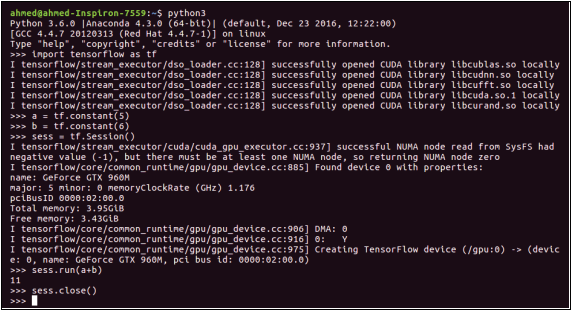 ahmed@ahmed-Inspiron-7559:~$ python3
Python 3.6.0 |Anaconda 4.3.0 (64-bit)| (default, Dec 23 2016, 12:22:00)
[GCC 4.4.7 20120313 (Red Hat 4.4.7-1)] on linux
Type "help", "copyright", "credits" or "license" for more information.
>>> import tensorflow as tf
I tensorflow/stream_executor/dso_loader.cc:128] successfully opened CUDA library libcublas.so locally
I tensorflow/stream_executor/dso_loader.cc:128] successfully opened CUDA library libcudnn.so locally
I tensorflow/stream_executor/dso_loader.cc:128] successfully opened CUDA library libcufft.so locally
I tensorflow/stream_executor/dso_loader.cc:128] successfully opened CUDA library libcuda.so.1 locally
I tensorflow/stream_executor/dso_loader.cc:128] successfully opened CUDA library libcurand.so locally
>>> a = tf.constant(5)
>>> b = tf.constant(6)
>>> sess = tf.Session()
I tensorflow/stream_executor/cuda/cuda_gpu_executor.cc:937] successful NUMA node read from SysFS had
negative value (-1), but there must be at least one NUMA node, so returning NUMA node zero
I tensorflow/core/common_runtime/gpu/gpu_device.cc:885] Found device 0 with properties:
name: GeForce GTX 960M
major: 5 minor: 0 memoryClockRate (GHz) 1.176
pciBusID 0000:02:00.0
Total memory: 3.95GiB
Free memory: 3.43GiB
I tensorflow/core/common_runtime/gpu/gpu_device.cc:906] DMA: 0
I tensorflow/core/common_runtime/gpu/gpu_device.cc:916] 0:   Y
I tensorflow/core/common_runtime/gpu/gpu_device.cc:975] Creating TensorFlow device (/gpu:0) -> (devic
e: 0, name: GeForce GTX 960M, pci bus id: 0000:02:00.0)
>>> sess.run(a+b)
11
>>> sess.close()
>>>